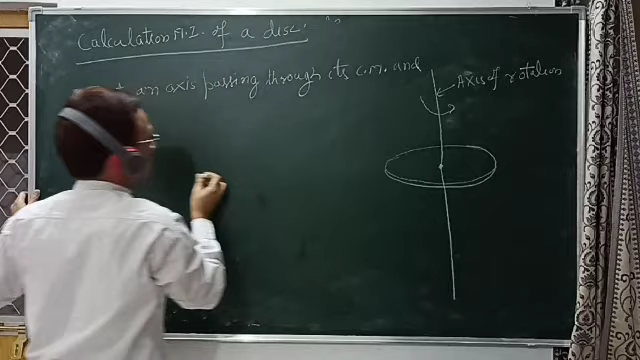 Calculation M.I. of a disc:
an axis passing through its C.M. and
Axis of rotation